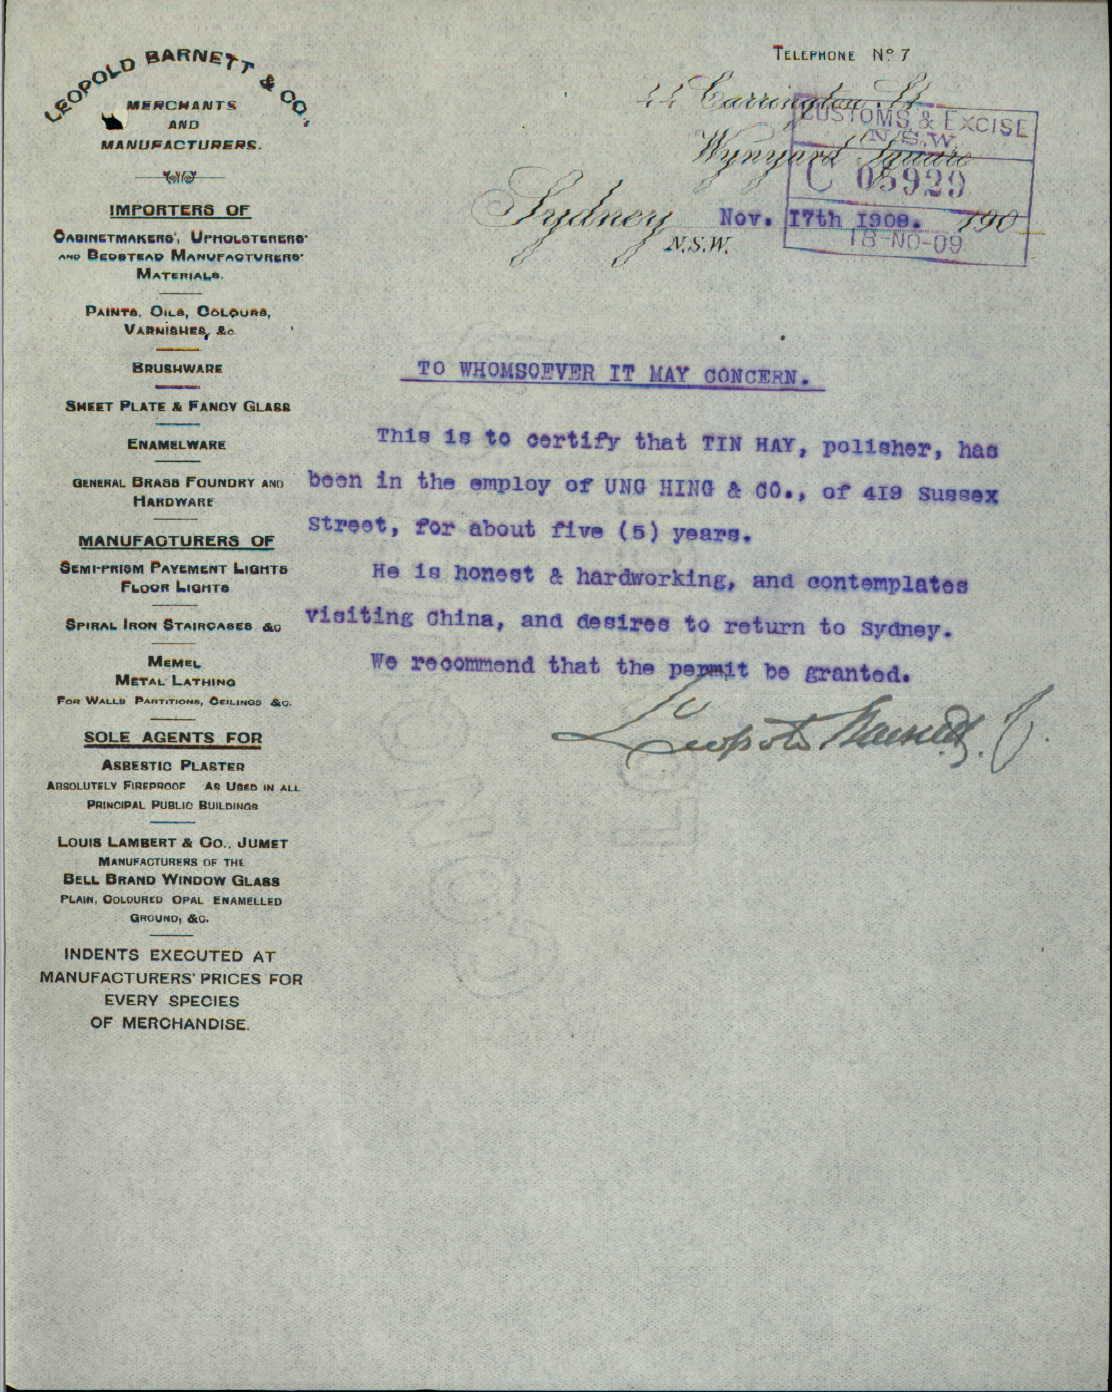 LEOPOLD BARNETT & CO.
MERCHANTS
AND
MANUFACTURERS.
IMPORTERS OF
CABINETMAKERS', UPHOLSTERERS'
AND BEDSTEAD MANUFACTURERS'
MATERIALS.
PAINTS, OILS, COLOURS,
VARNISHES, &c
BRUSHWARE
SHEET PLATE & FANCY GLASS
ENAMELWARE
GENERAL BRASS FOUNDRY AND
HARDWARE
MANUFACTURERS OF
SEMI-PRISM PAVEMENT LIGHTS
FLOOR LIGHTS
SPIRAL IRON STAIRCASES &C
MEMEL
METAL LATHING
FOR WALLS PARTITIONS, CEILINGS &C.
SOLE AGENTS FOR
ASBESTIC PLASTER
ABSOLUTELY FIREPROOF AS USED IN ALL
PRINCIPAL PUBLIC BUILDINGS
LOUIS LAMBERT & CO., JUMET
MANUFACTURERS OF THE
BELL BRAND WINDOW GLASS
PLAIN, COLOURED OPAL ENAMELLED
GROUND, &C.
INDENTS EXECUTED AT
MANUFACTURERS' PRICES FOR
EVERY SPECIES
OF MERCHANDISE.
TELEPHONE No 7
Carrington St
Wynyard Square
Sydney
N.S.W.
Nov. 17th 1909. 190
CUSTOMS & EXCISE
N.S.W.
C 05929
18-NO-09
TO WHOMSOEVER IT MAY CONCERN.
This is to certify that TIN HAY, polisher, has
been in the employ of UNG HING & CO., of 419 Sussex
Street, for about five (5) years.
He is honest & hardworking, and contemplates
visiting China, and desires to return to Sydney.
We recommend that the permit be granted.
Leopold Barnett & Co.